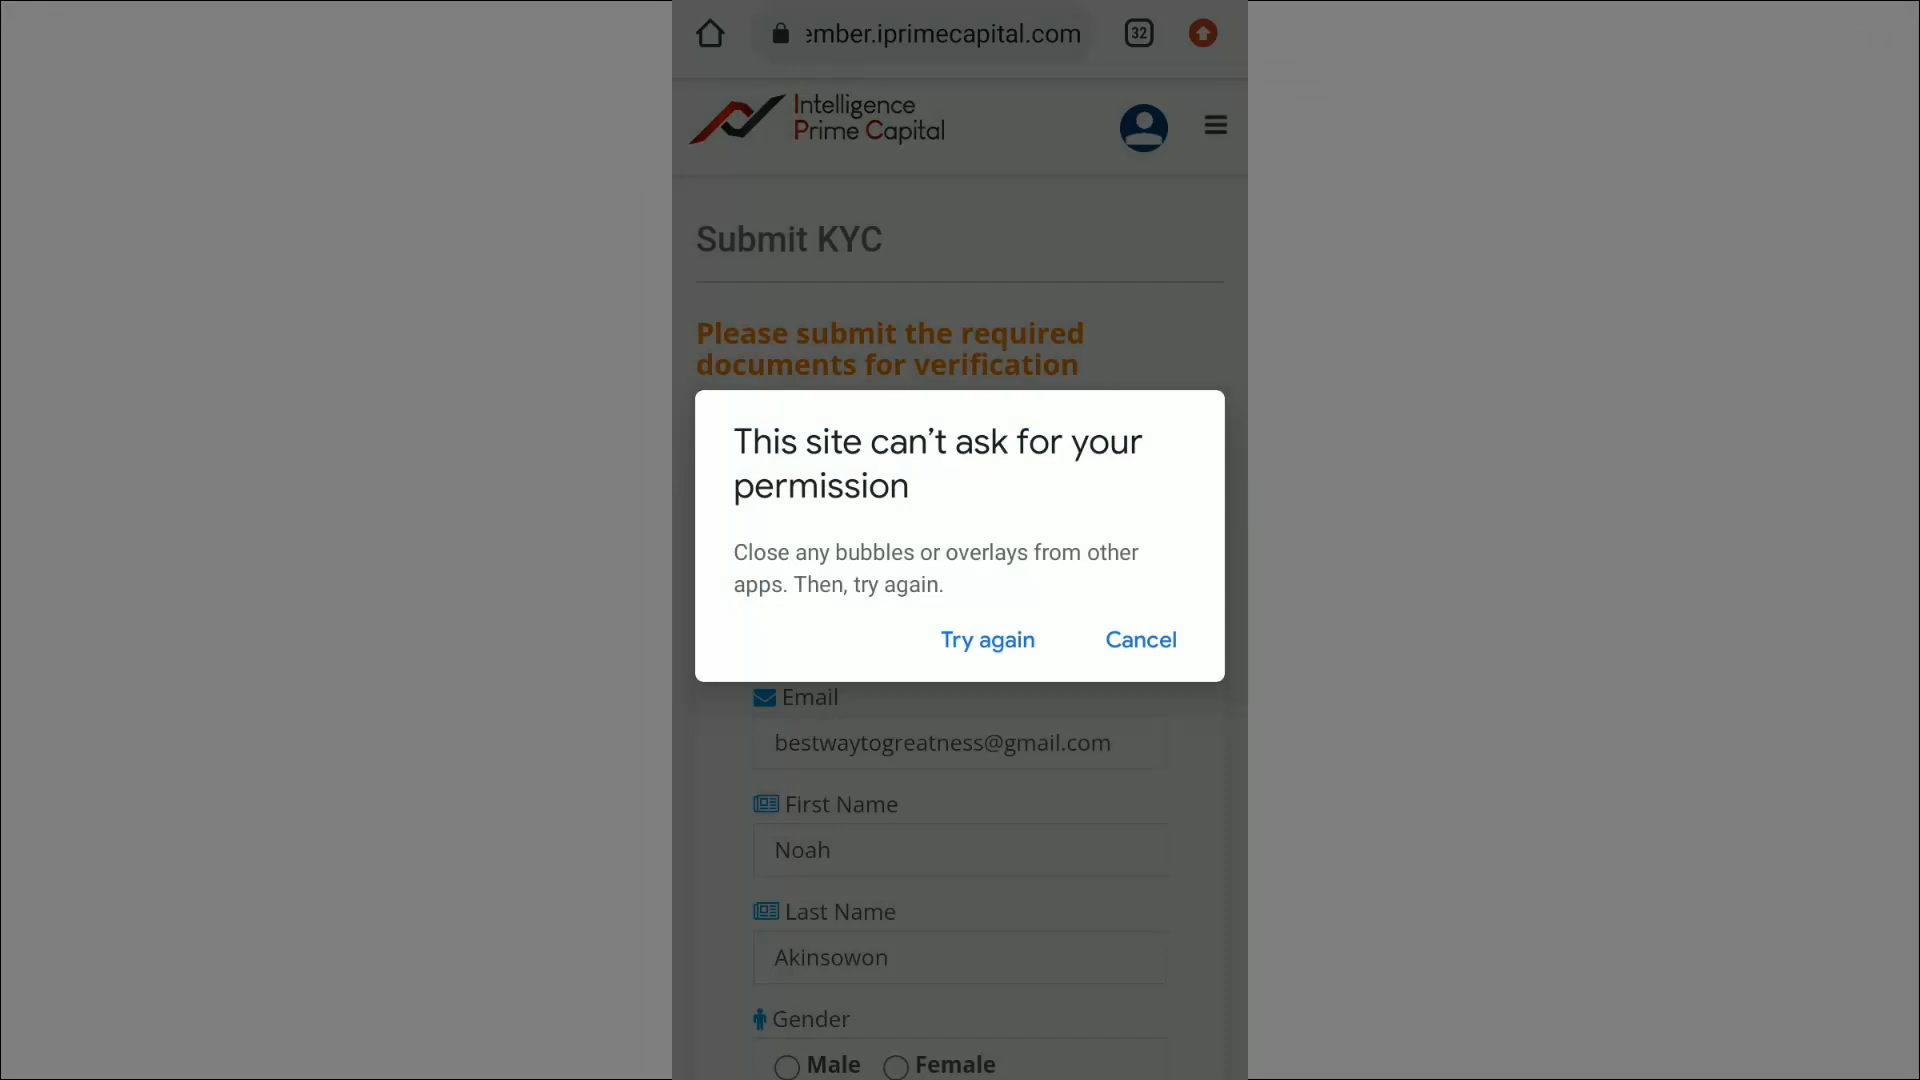 ember.iprimecapital.com
32
Intelligence
Prime Capital
Submit KYC
Please submit the required
documents for verification
This site can’t ask for your
permission
Close any bubbles or overlays from other
apps. Then, try again.
Try again
Cancel
Email
bestwaytogreatness@gmail.com
First Name
Noah
Last Name
Akinsowon
Gender
Male
Female